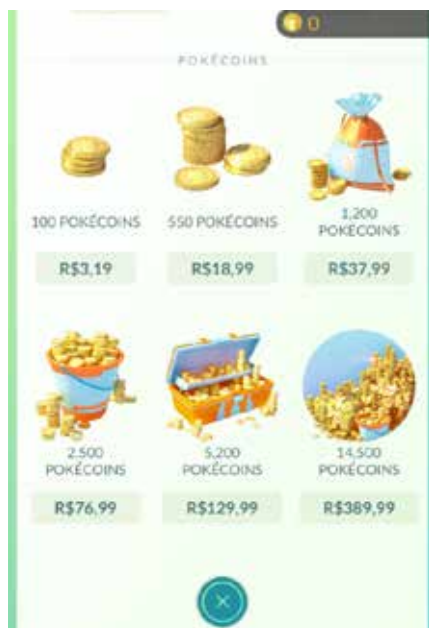 0
POKÉCOINS
100 POKÉCOINS
550 POKÉCOINS
1,200
POKÉCOINS
R$3,19
R$18,99
R$37,99
2,500
POKÉCOINS
5,200
POKÉCOINS
14,500
POKÉCOINS
R$76,99
R$129,99
R$389,99